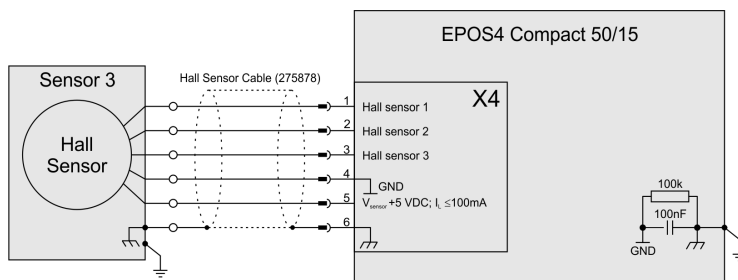 EPOS4 Compact 50/15
Sensor 3
Hall Sensor Cable (275878)
X4
1 Hall sensor 1
2 Hall sensor 2
Hall
Sensor
3 Hall sensor 3
4
GND
5 Vsensor +5 VDC; IL ≤100mA
6
100k
100nF
GND